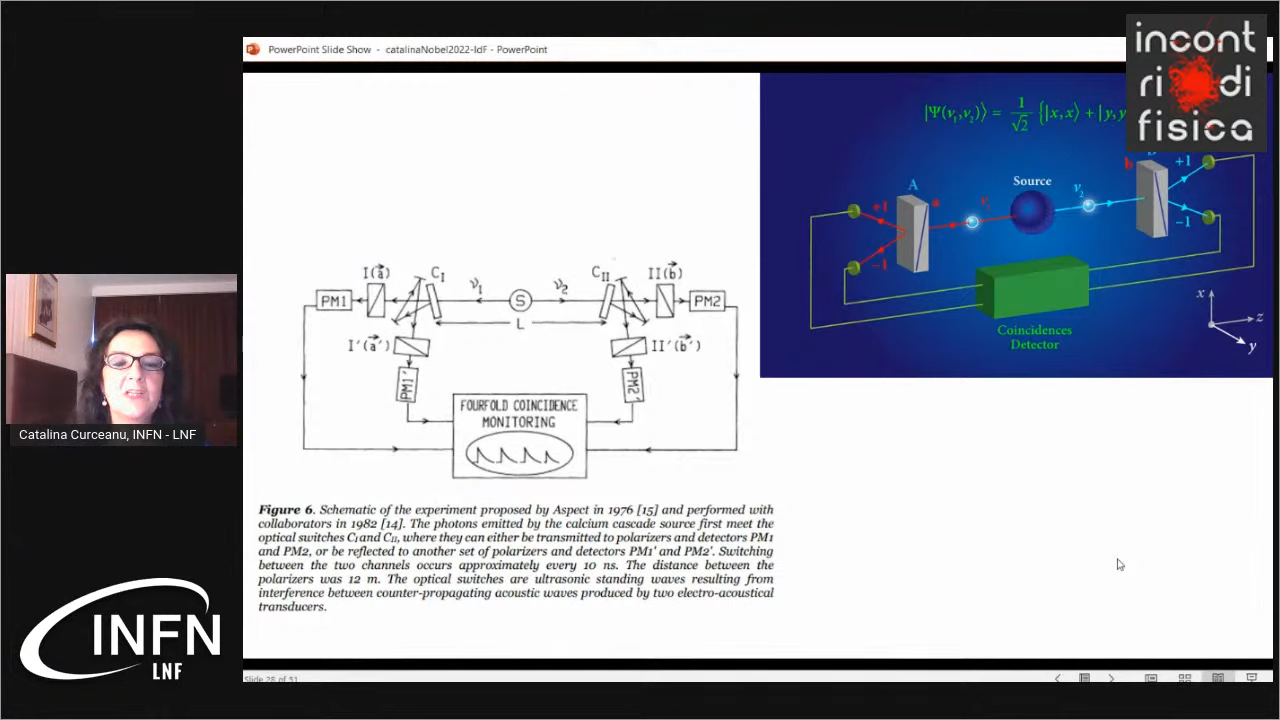 PowerPoint Slide Show - catalinaNobel2022-IdF - PowerPoint
incont
ri di
fisica
|Ψ(ν₁,ν₂)⟩ = 1/√2 {|x,x⟩ + |y,y
A
+1
a
-1
ν₁
Source
ν₂
b
+1
-1
Coincidences
Detector
x
z
y
I(a⃗)
C_I
ν₁
S
ν₂
C_II
II(b⃗)
PM1
PM2
L
I'(a⃗')
II'(b⃗')
PM1'
PM2'
FOURFOLD COINCIDENCE
MONITORING
Figure 6. Schematic of the experiment proposed by Aspect in 1976 [15] and performed with
collaborators in 1982 [14]. The photons emitted by the calcium cascade source first meet the
optical switches C_I and C_II, where they can either be transmitted to polarizers and detectors PM1
and PM2, or be reflected to another set of polarizers and detectors PM1' and PM2'. Switching
between the two channels occurs approximately every 10 ns. The distance between the
polarizers was 12 m. The optical switches are ultrasonic standing waves resulting from
interference between counter-propagating acoustic waves produced by two electro-acoustical
transducers.
Catalina Curceanu, INFN - LNF
INFN
LNF
Slide 28 of 51